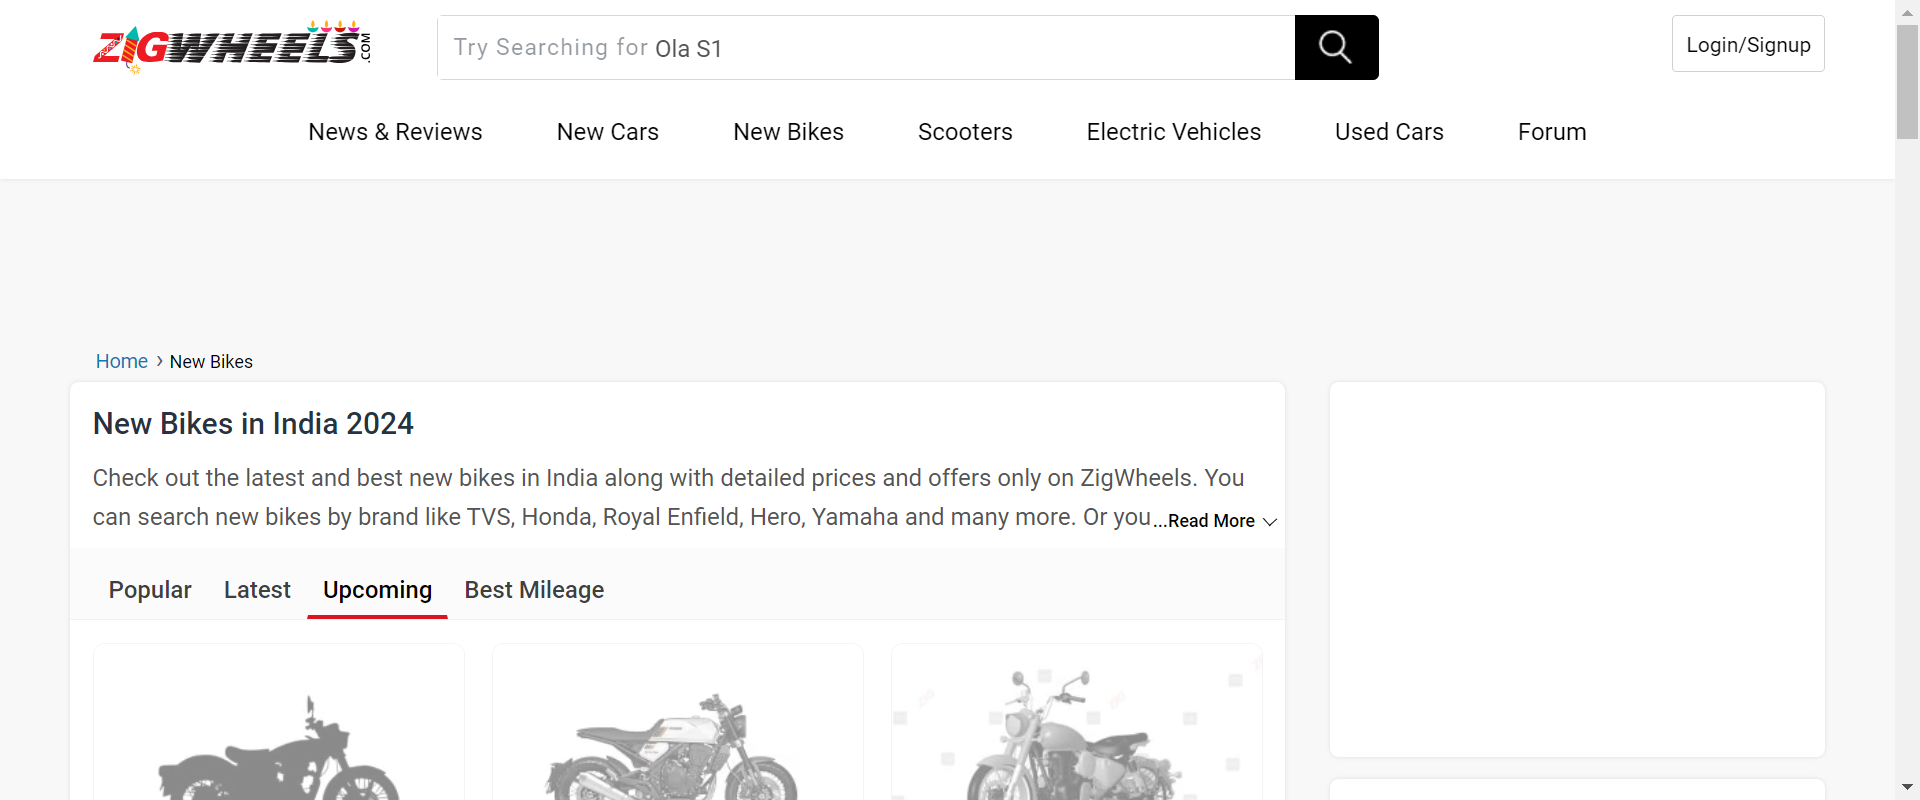 ZIGWHEELS.COM
Try Searching for Ola S1
Login/Signup
News & Reviews
New Cars
New Bikes
Scooters
Electric Vehicles
Used Cars
Forum
Home › New Bikes
New Bikes in India 2024
Check out the latest and best new bikes in India along with detailed prices and offers only on ZigWheels. You
can search new bikes by brand like TVS, Honda, Royal Enfield, Hero, Yamaha and many more. Or you ...Read More
Popular
Latest
Upcoming
Best Mileage